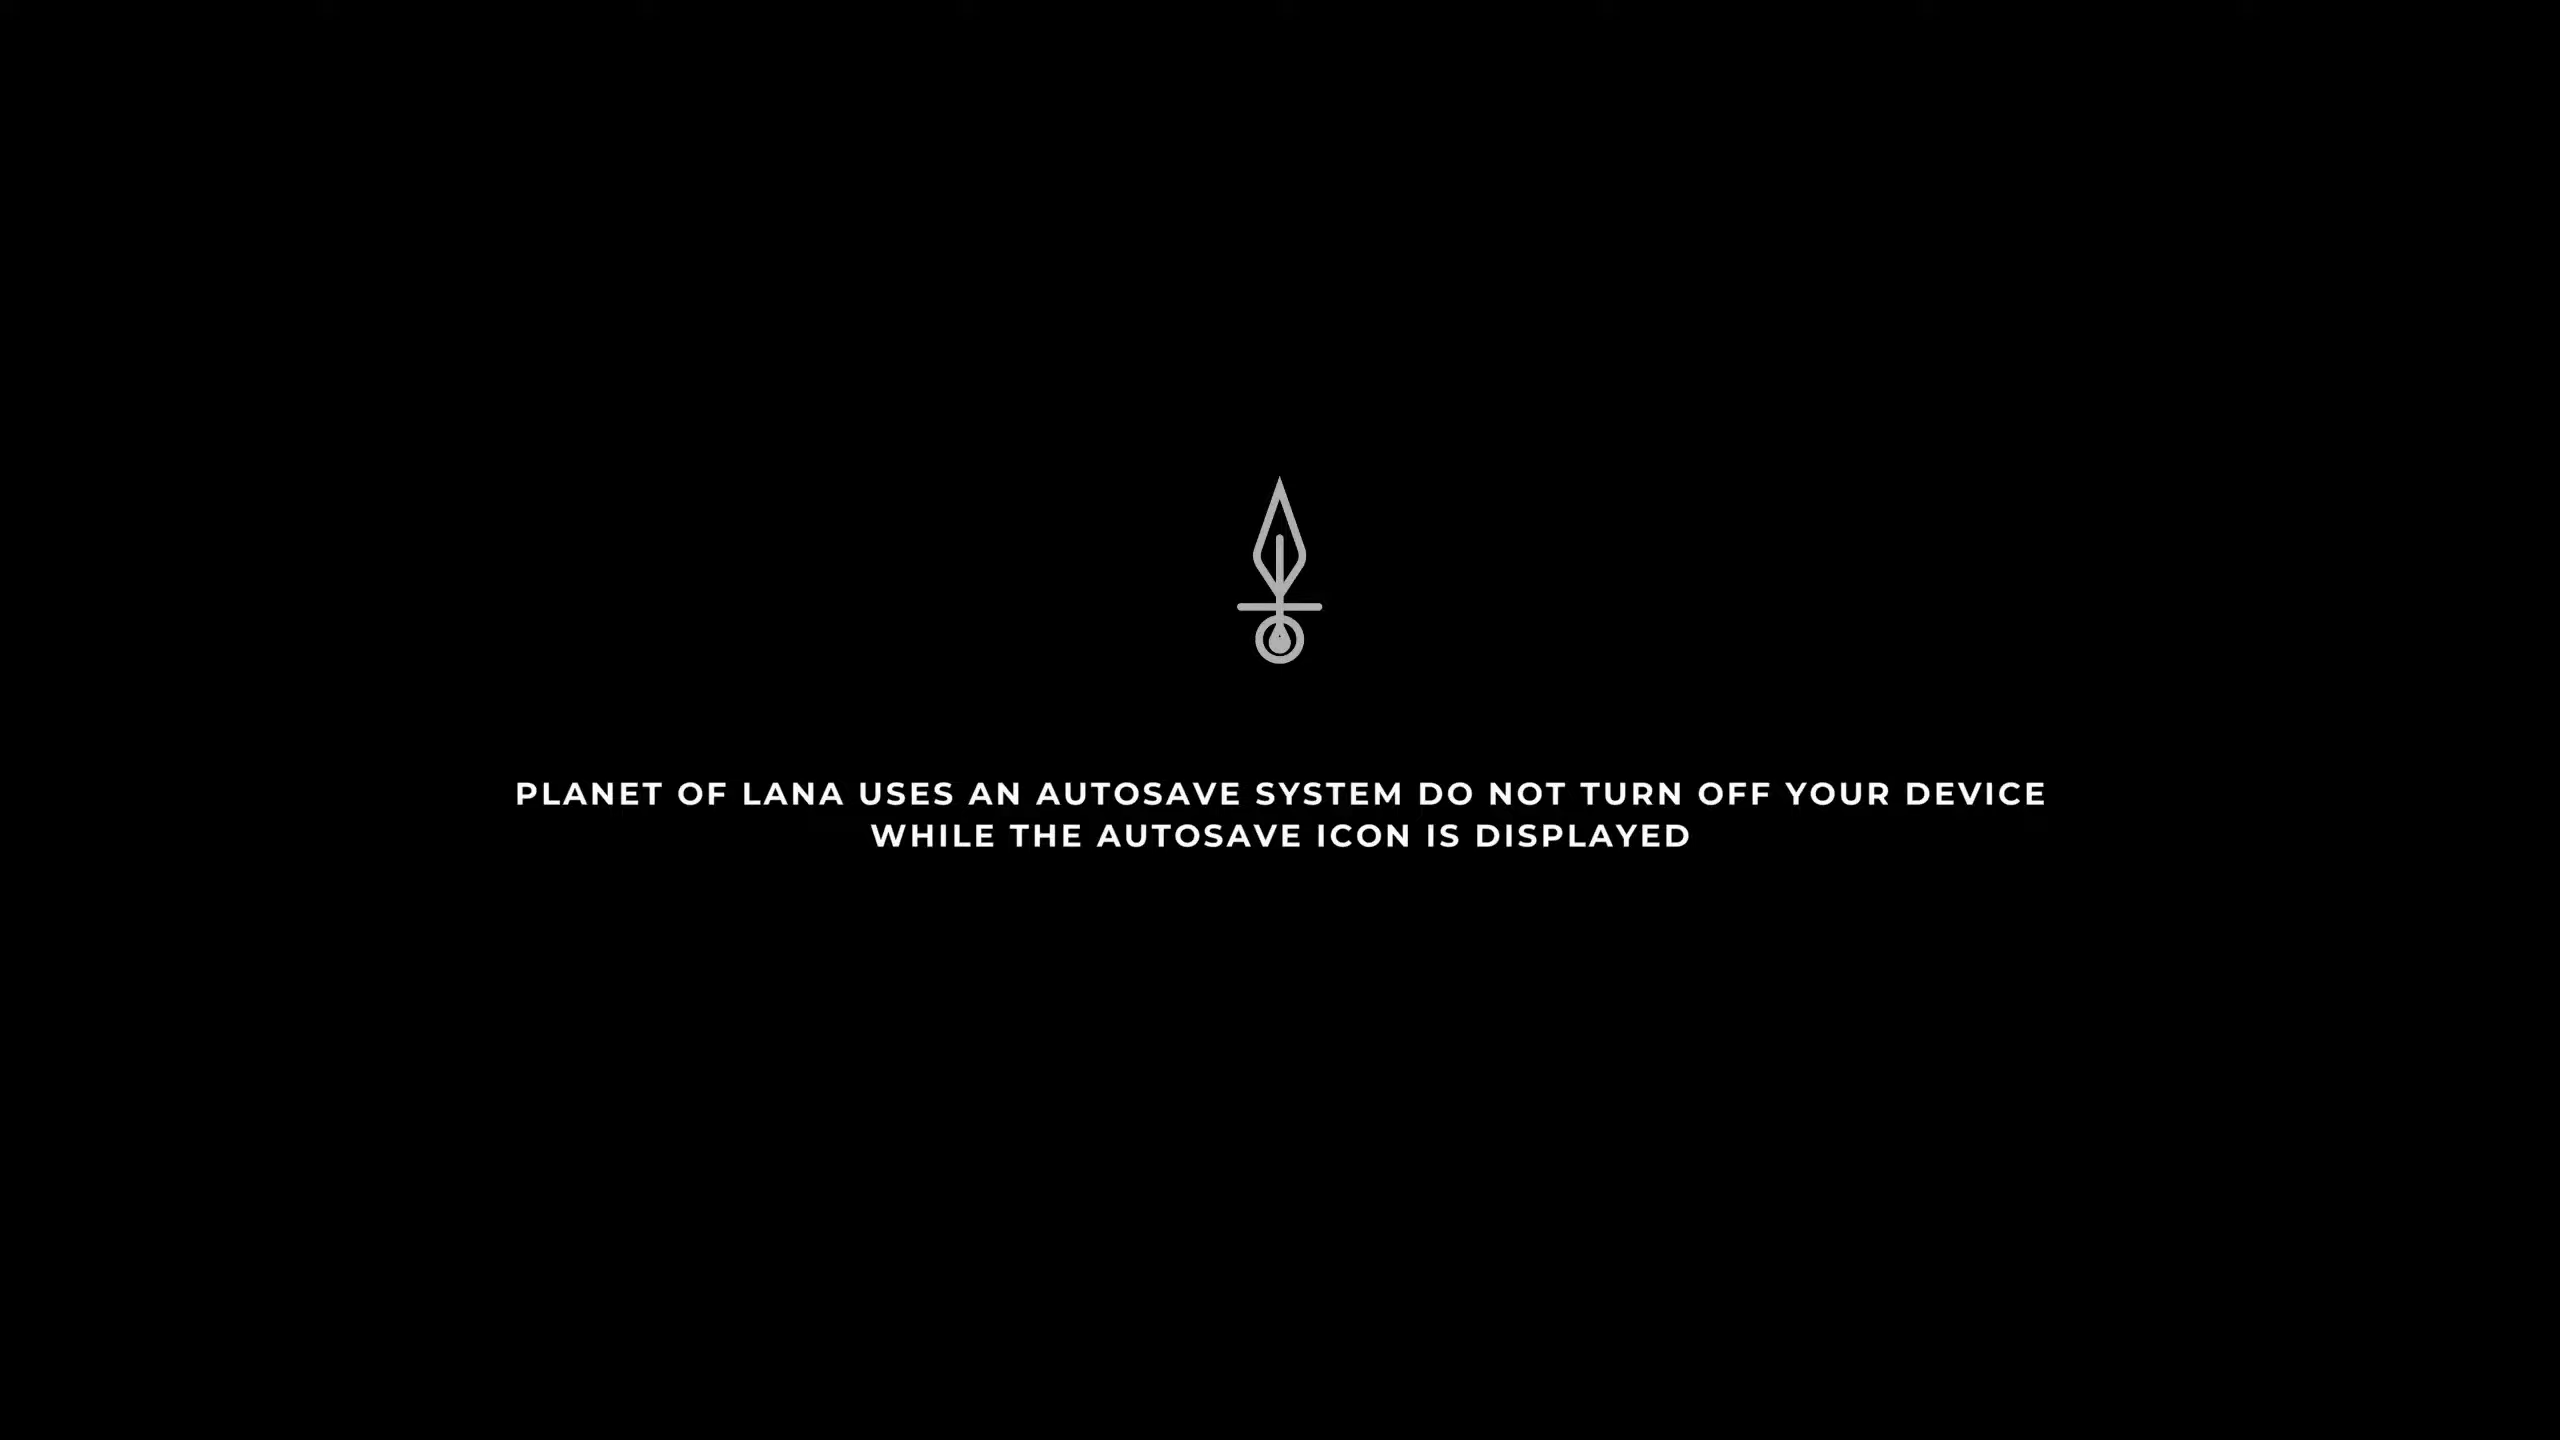 PLANET OF LANA USES AN AUTOSAVE SYSTEM DO NOT TURN OFF YOUR DEVICE
WHILE THE AUTOSAVE ICON IS DISPLAYED